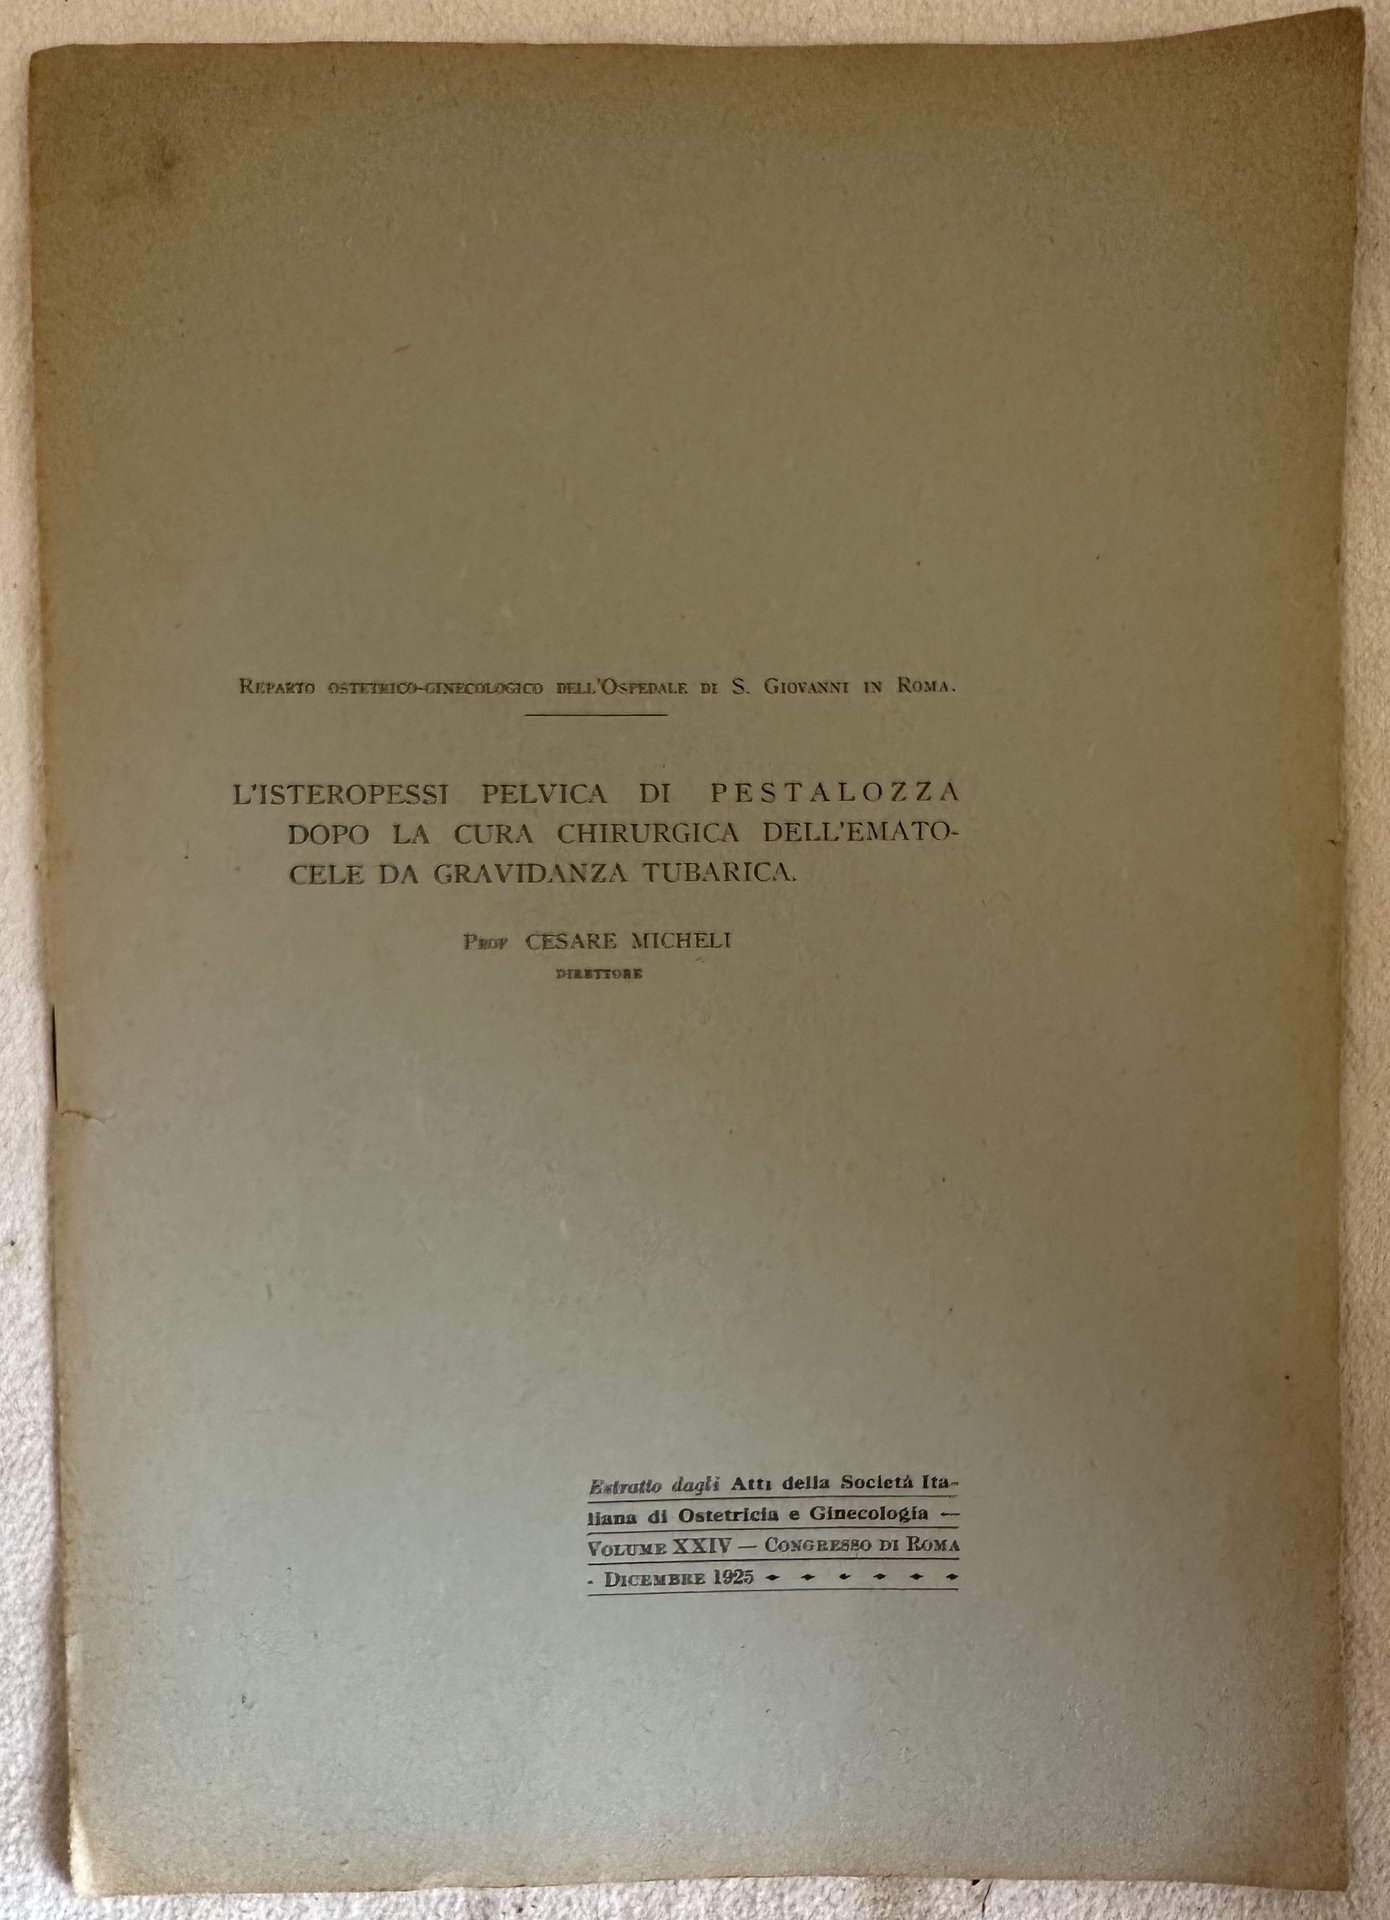 Reparto ostetrico-ginecologico dell'Ospedale di S. Giovanni in Roma.
L'ISTEROPESSI PELVICA DI PESTALOZZA
DOPO LA CURA CHIRURGICA DELL'EMATO-
CELE DA GRAVIDANZA TUBARICA.
Prof CESARE MICHELI
DIRETTORE
Estratto dagli Atti della Società Ita-
liana di Ostetricia e Ginecologia —
Volume XXIV — Congresso di Roma
- Dicembre 1925